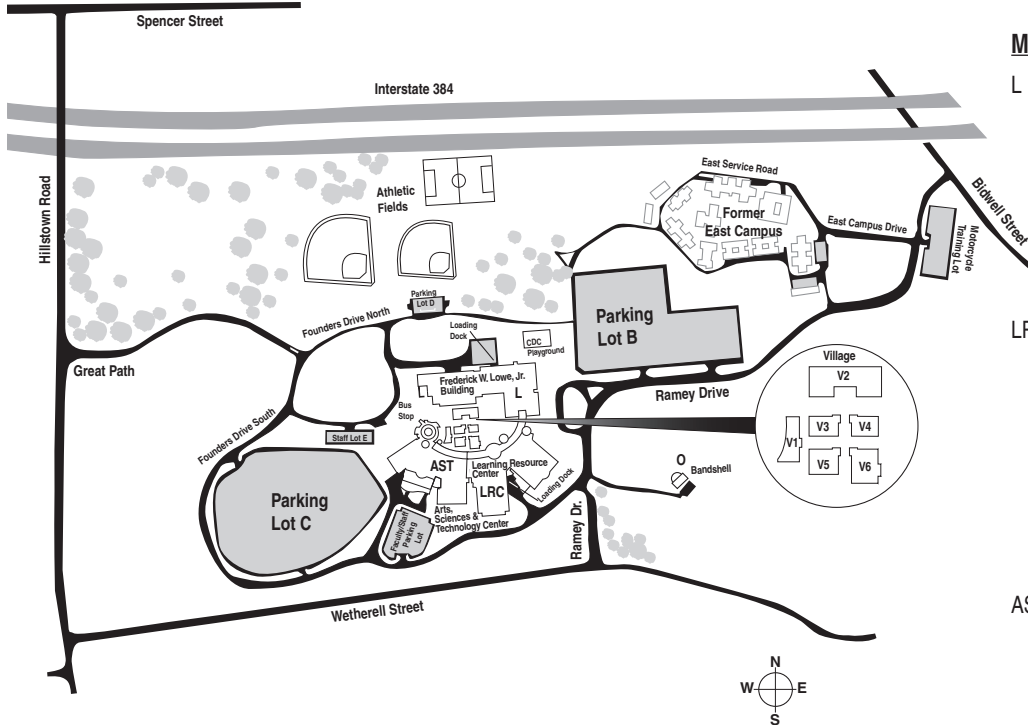 Spencer Street
M
L
Interstate 384
Hillstown Road
Athletic
Fields
East Service Road
Former
East Campus
East Campus Drive
Bidwell Street
Motorcycle
Training Lot
Parking
Lot D
Founders Drive North
Loading
Dock
CDC
Playground
Parking
Lot B
LR
Great Path
Frederick W. Lowe, Jr.
Building
L
Ramey Drive
Village
V2
V1
V3
V4
V5
V6
Bus
Stop
Founders Drive South
Staff Lot E
AST
Learning Resource
Center
LRC
Loading Dock
O
Bandshell
Parking
Lot C
Arts,
Sciences &
Technology Center
Faculty/Staff
Parking
Lot
Ramey Dr.
Wetherell Street
AS
N
W
E
S